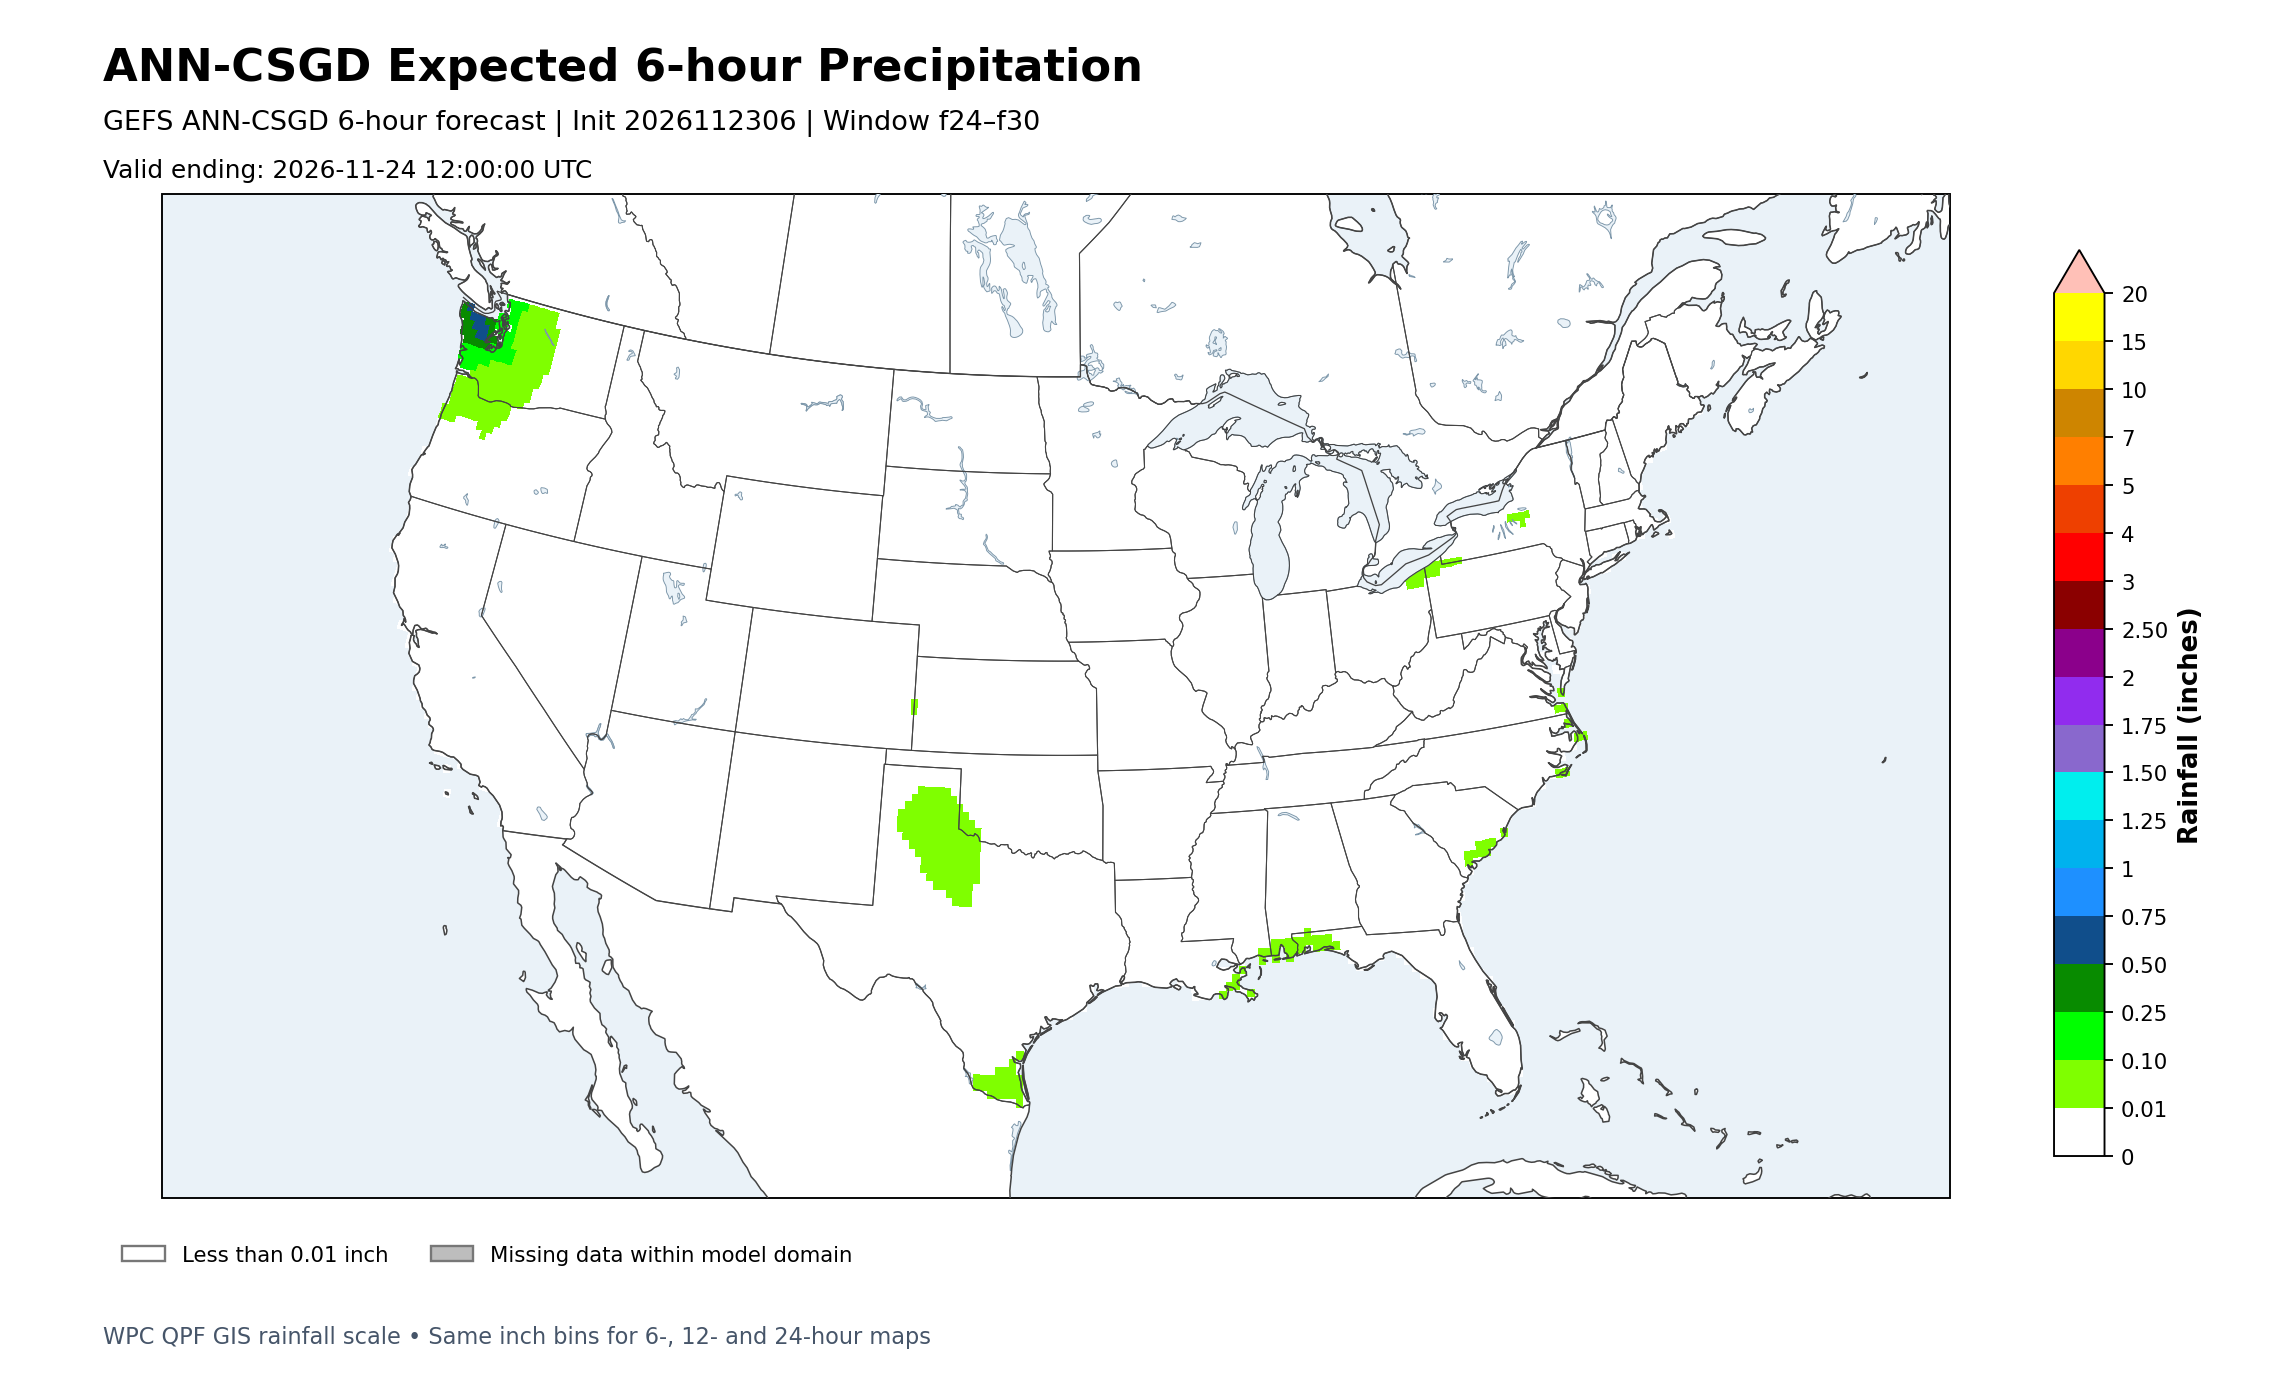 ANN-CSGD Expected 6-hour Precipitation
GEFS ANN-CSGD 6-hour forecast | Init 2026112306 | Window f24–f30
Valid ending: 2026-11-24 12:00:00 UTC
20
15
10
7
5
4
3
2.50
2
1.75
1.50
1.25
1
0.75
0.50
0.25
0.10
0.01
0
Rainfall (inches)
Less than 0.01 inch
Missing data within model domain
WPC QPF GIS rainfall scale • Same inch bins for 6-, 12- and 24-hour maps